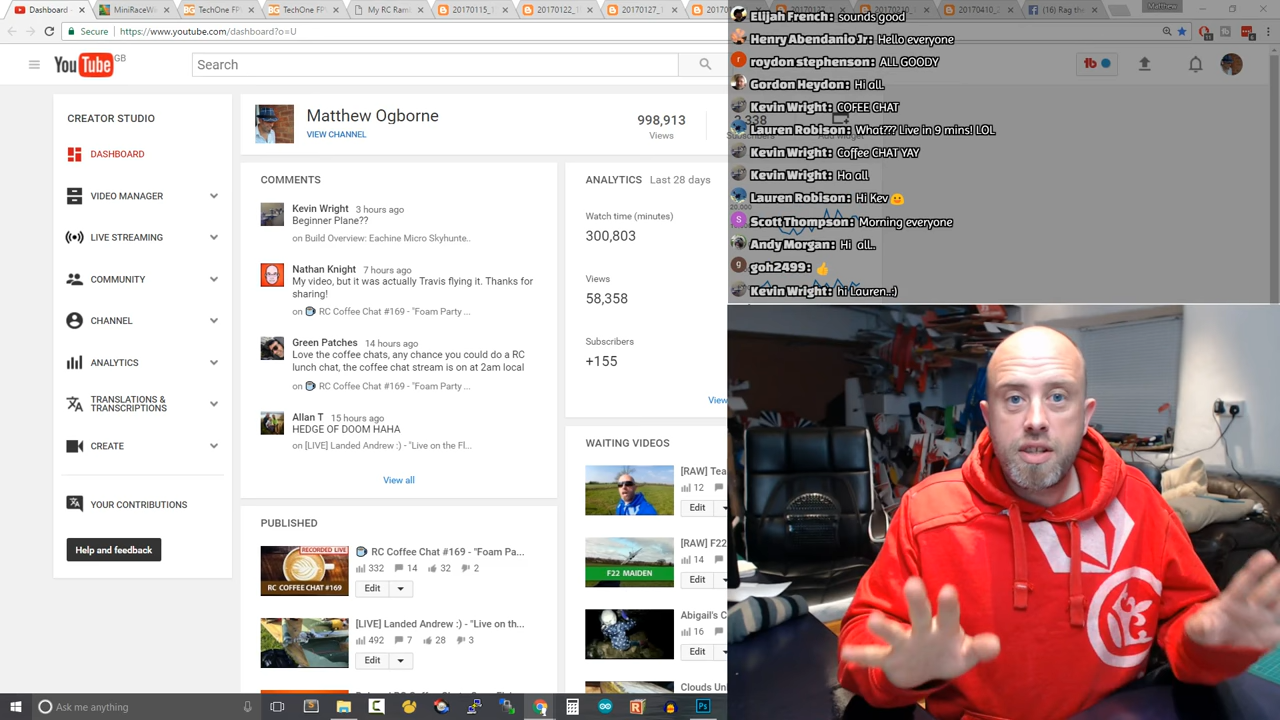 Dashboard
MiniRaceWi
TechOne FP
TechOne FP
My RC Ram
20170115_1
20170122_1
20170127_1
20170410_2
(16) Rag th
Matthew
Secure
https://www.youtube.com/dashboard?o=U
YouTube GB
Search
CREATOR STUDIO
DASHBOARD
VIDEO MANAGER
LIVE STREAMING
COMMUNITY
CHANNEL
ANALYTICS
TRANSLATIONS &
TRANSCRIPTIONS
CREATE
YOUR CONTRIBUTIONS
Help and feedback
Matthew Ogborne
VIEW CHANNEL
998,913
Views
COMMENTS
Kevin Wright 3 hours ago
Beginner Plane??
on Build Overview: Eachine Micro Skyhunte..
Nathan Knight 7 hours ago
My video, but it was actually Travis flying it. Thanks for
sharing!
on RC Coffee Chat #169 - "Foam Party ...
Green Patches 14 hours ago
Love the coffee chats, any chance you could do a RC
lunch chat, the coffee chat stream is on at 2am local
on RC Coffee Chat #169 - "Foam Party ...
Allan T 15 hours ago
HEDGE OF DOOM HAHA
on [LIVE] Landed Andrew :) - "Live on the Fl...
View all
PUBLISHED
RECORDED LIVE
RC COFFEE CHAT #169
RC Coffee Chat #169 - "Foam Pa...
332 14 32 2
Edit
[LIVE] Landed Andrew :) - "Live on th...
492 7 28 3
Edit
ANALYTICS Last 28 days
Watch time (minutes)
300,803
Views
58,358
Subscribers
+155
View
WAITING VIDEOS
[RAW] Tea
12
Edit
F22 MAIDEN
[RAW] F22
14
Edit
Abigail's C
16
Edit
Clouds Un
Elijah French: sounds good
Henry Abendanio Jr: Hello everyone
roydon stephenson: ALL GOODY
Gordon Heydon: Hi all.
Kevin Wright: COFEE CHAT
Lauren Robison: What??? Live in 9 mins! LOL
Kevin Wright: Coffee CHAT YAY
Kevin Wright: Ha all
Lauren Robison: Hi Kev
Scott Thompson: Morning everyone
Andy Morgan: Hi all..
goh2499: 👍
Kevin Wright: hi Lauren..:)
Ask me anything